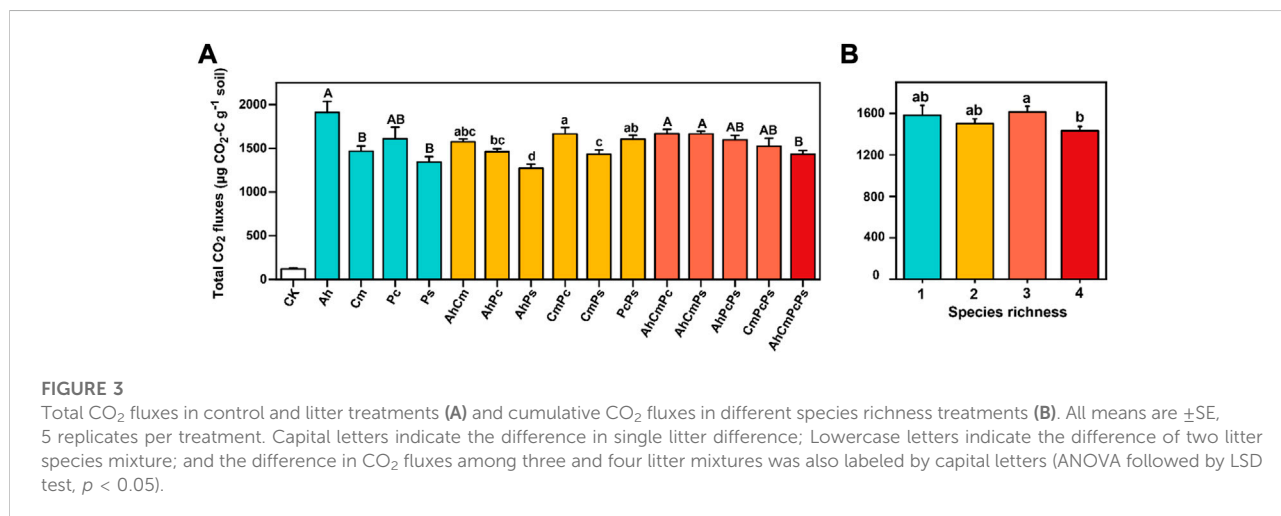 A
B
Total CO₂ fluxes (µg CO₂-C g⁻¹ soil)
2000
1500
1000
500
0
A
B
AB
B
abc
bc
d
a
c
ab
A
A
AB
AB
B
CK
Ah
Cm
Pc
Ps
AhCm
AhPc
AhPs
CmPc
CmPs
PcPs
AhCmPc
AhCmPs
AhPcPs
CmPcPs
AhCmPcPs
1600
1200
800
400
0
ab
b
a
b
1 2 3 4
Species richness
FIGURE 3
Total CO₂ fluxes in control and litter treatments (A) and cumulative CO₂ fluxes in different species richness treatments (B). All means are ±SE,
5 replicates per treatment. Capital letters indicate the difference in single litter difference; Lowercase letters indicate the difference of two litter
species mixture; and the difference in CO₂ fluxes among three and four litter mixtures was also labeled by capital letters (ANOVA followed by LSD
test, p < 0.05).